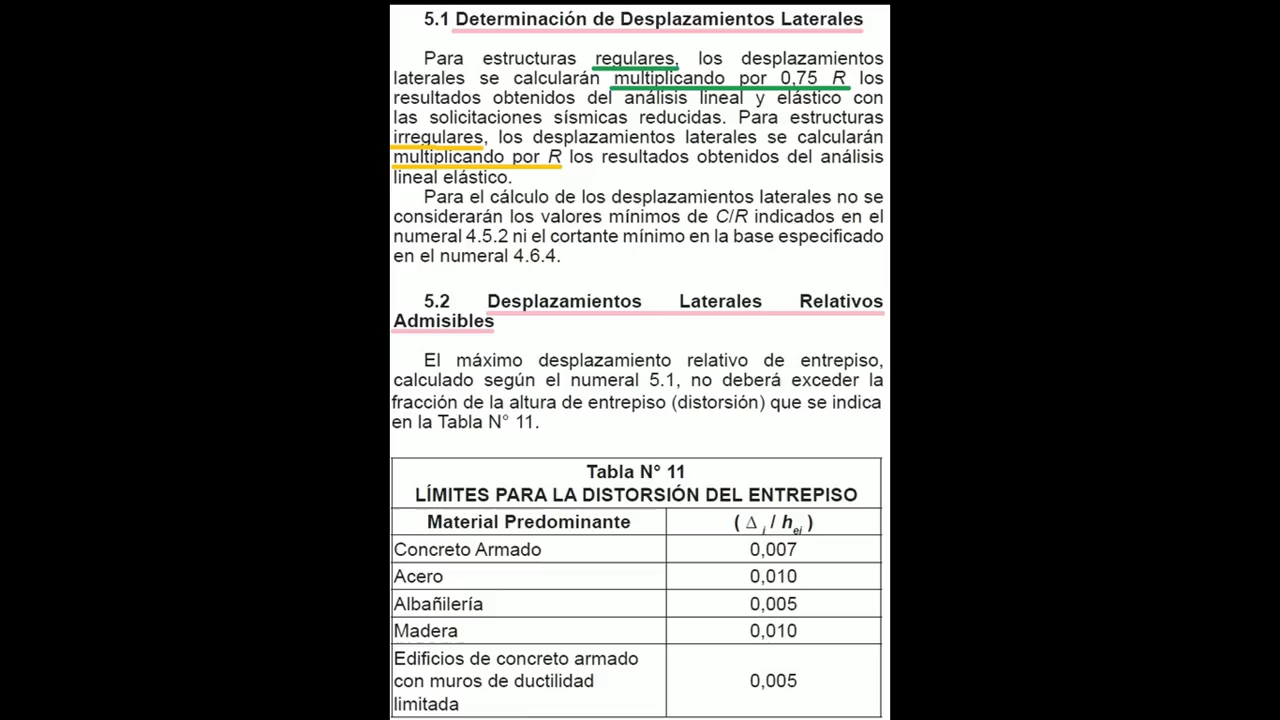 5.1 Determinación de Desplazamientos Laterales
Para estructuras regulares, los desplazamientos
laterales se calcularán multiplicando por 0,75 R los
resultados obtenidos del análisis lineal y elástico con
las solicitaciones sísmicas reducidas. Para estructuras
irregulares, los desplazamientos laterales se calcularán
multiplicando por R los resultados obtenidos del análisis
lineal elástico.
Para el cálculo de los desplazamientos laterales no se
considerarán los valores mínimos de C/R indicados en el
numeral 4.5.2 ni el cortante mínimo en la base especificado
en el numeral 4.6.4.
5.2 Desplazamientos Laterales Relativos
Admisibles
El máximo desplazamiento relativo de entrepiso,
calculado según el numeral 5.1, no deberá exceder la
fracción de la altura de entrepiso (distorsión) que se indica
en la Tabla N° 11.
Tabla N° 11
LÍMITES PARA LA DISTORSIÓN DEL ENTREPISO
Material Predominante ( Δ i / h ei )
Concreto Armado 0,007
Acero 0,010
Albañilería 0,005
Madera 0,010
Edificios de concreto armado
con muros de ductilidad 0,005
limitada